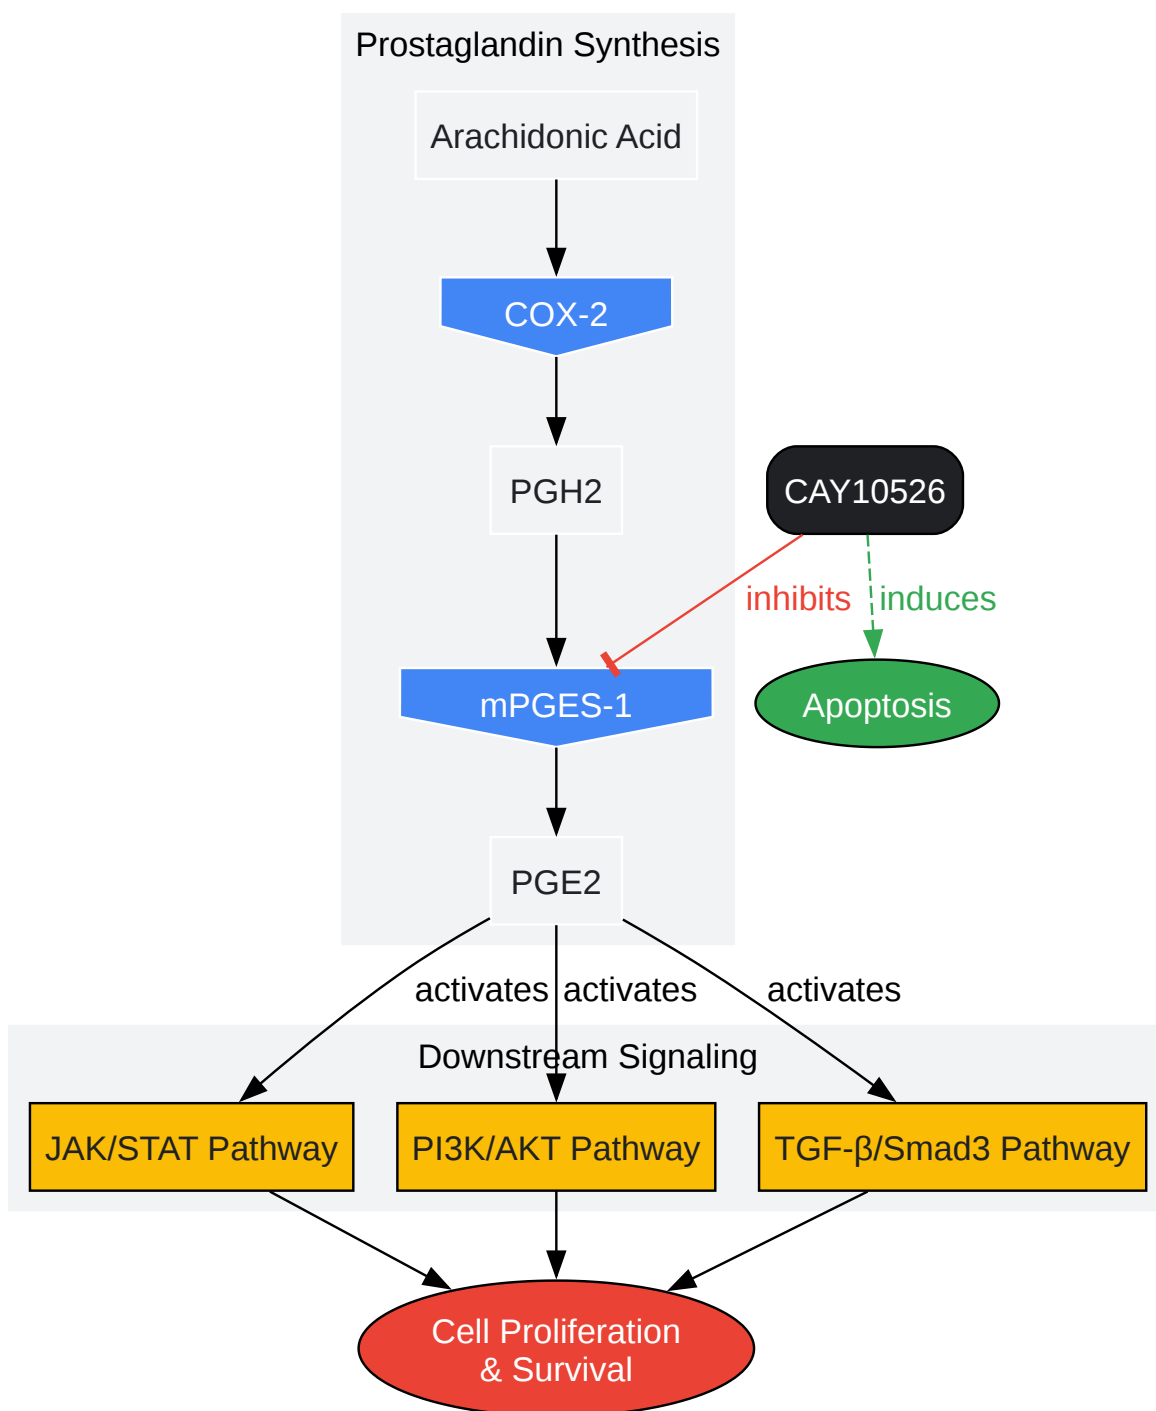 Prostaglandin Synthesis
Arachidonic Acid
COX-2
PGH2
CAY10526
inhibits
induces
mPGES-1
Apoptosis
PGE2
activates
activates
activates
Downstream Signaling
JAK/STAT Pathway
PI3K/AKT Pathway
TGF-β/Smad3 Pathway
Cell Proliferation
& Survival